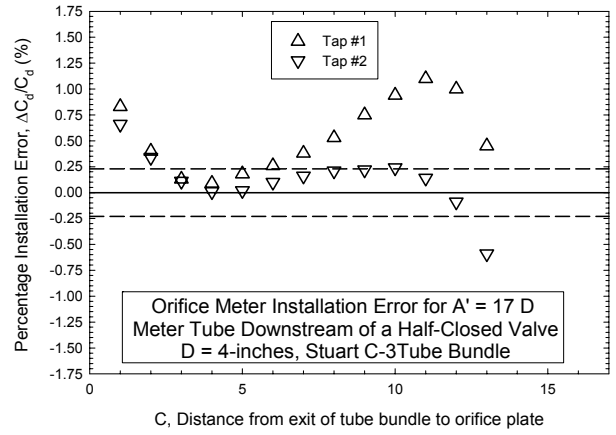 Percentage Installation Error, ΔC_d/C_d (%)
1.75
1.50
1.25
1.00
0.75
0.50
0.25
0.00
-0.25
-0.50
-0.75
-1.00
-1.25
-1.50
-1.75
Tap #1
Tap #2
Orifice Meter Installation Error for A' = 17 D
Meter Tube Downstream of a Half-Closed Valve
D = 4-inches, Stuart C-3Tube Bundle
0
5
10
15
C, Distance from exit of tube bundle to orifice plate